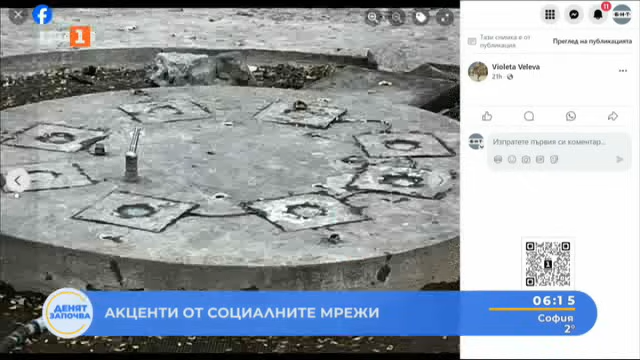 1
11
БНТ
Тази снимка е от
публикация
Преглед на публикацията
Violeta Veleva
21h
Изпратете първия си коментар...
ДЕНЯТ
ЗАПОЧВА
АКЦЕНТИ ОТ СОЦИАЛНИТЕ МРЕЖИ
06:15
София
2°